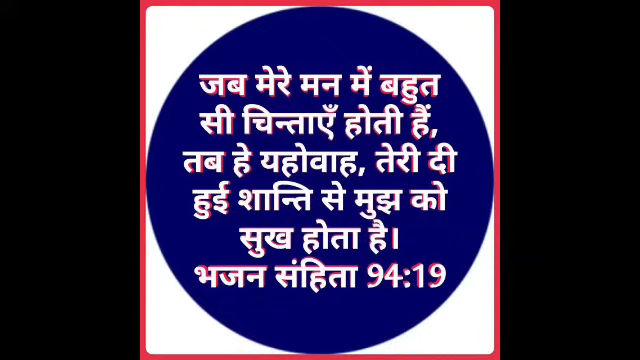 जब मेरे मन में बहुत
सी चिन्ताएँ होती हैं,
तब हे यहोवाह, तेरी दी
हुई शान्ति से मुझ को
सुख होता है।
भजन संहिता 94:19